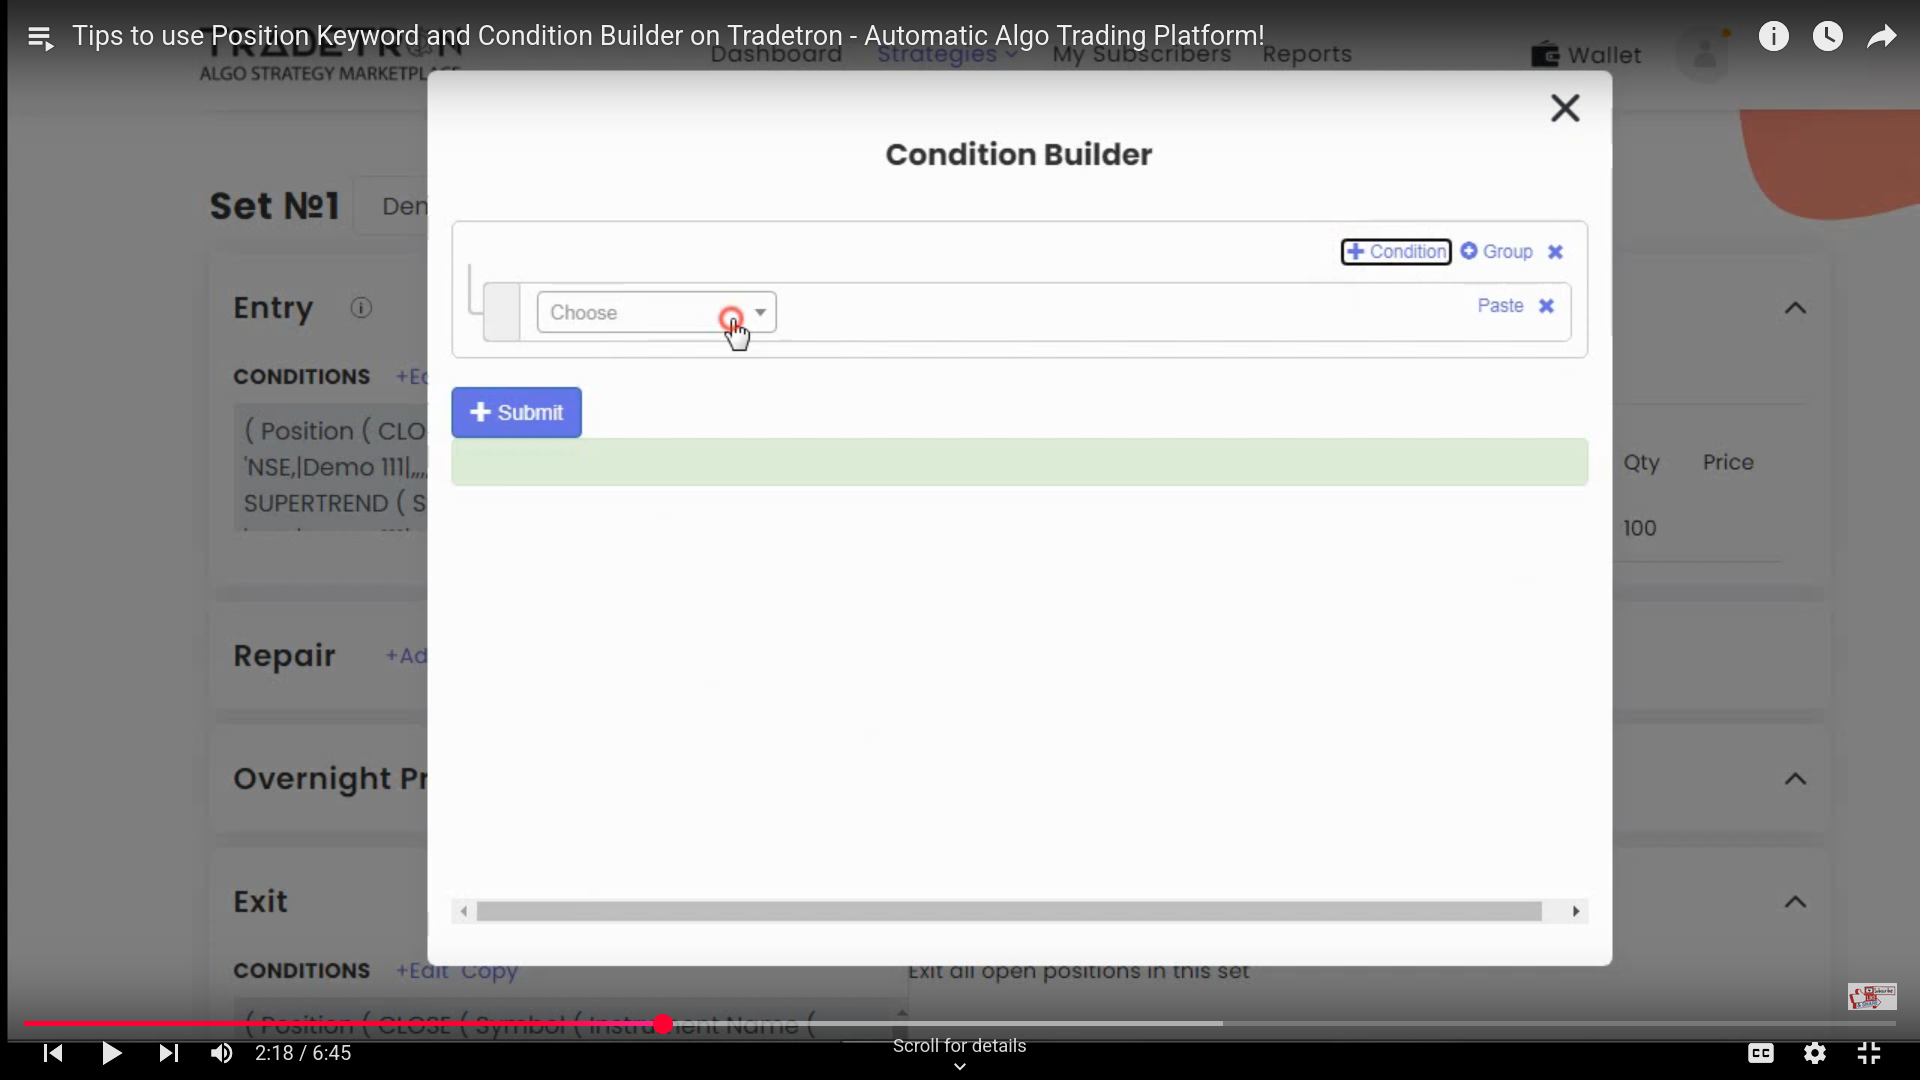 Tips to use Position Keyword and Condition Builder on Tradetron - Automatic Algo Trading Platform!
TRADETRON
ALGO STRATEGY MARKETPLACE
Dashboard
Strategies
My Subscribers
Reports
Wallet
Condition Builder
Set №1
+ Condition
Group
Entry
Choose
Paste
CONDITIONS
+ Submit
( Position ( CLO
'NSE,|Demo 111|,,,,
SUPERTREND ( S
Qty
Price
100
Repair
+Ad
Overnight Pr
Exit
CONDITIONS
+Edit
Copy
Exit all open positions in this set
( Position ( CLOSE ( Symbol ( Instrument Name (
2:18 / 6:45
Scroll for details
CC